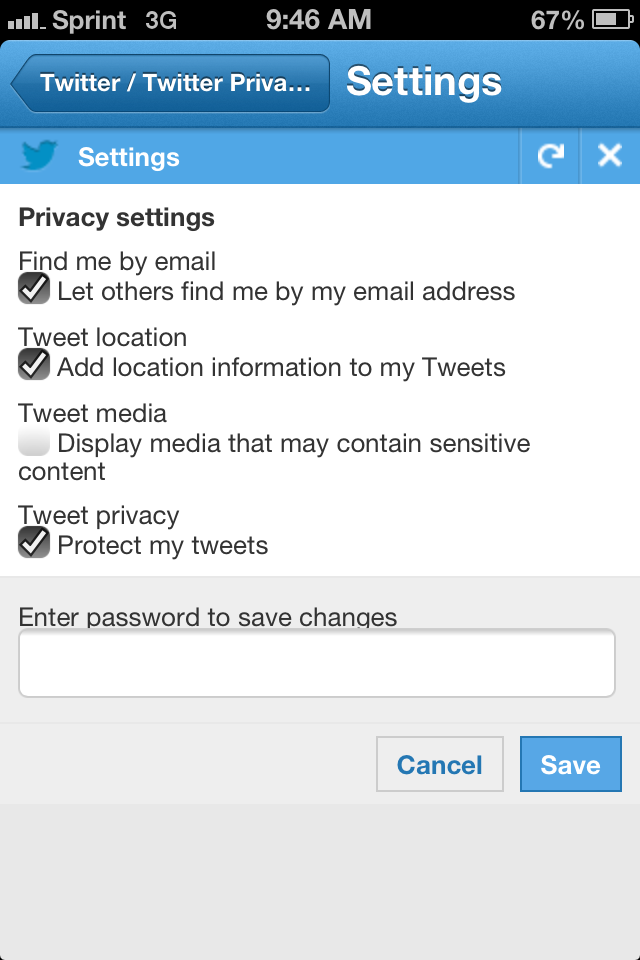 Sprint 3G 9:46 AM 67%
Twitter / Twitter Priva... Settings
Settings
Privacy settings
Find me by email
Let others find me by my email address
Tweet location
Add location information to my Tweets
Tweet media
Display media that may contain sensitive
content
Tweet privacy
Protect my tweets
Enter password to save changes
Cancel Save